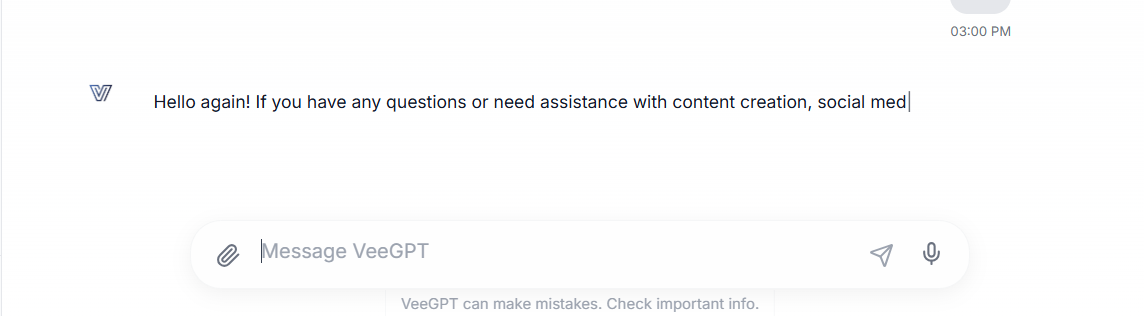 03:00 PM
Hello again! If you have any questions or need assistance with content creation, social med
Message VeeGPT
VeeGPT can make mistakes. Check important info.